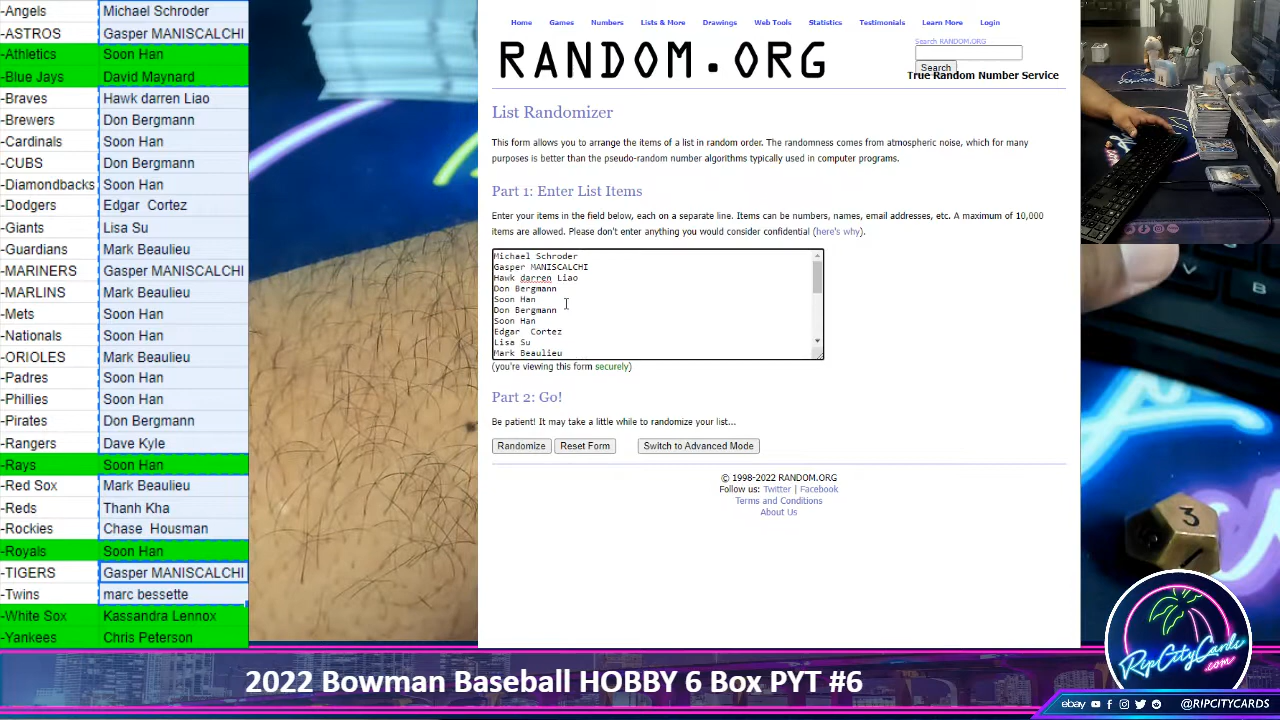 -Angels Michael Schroder
-ASTROS Gasper MANISCALCHI
-Athletics Soon Han
-Blue Jays David Maynard
-Braves Hawk darren Liao
-Brewers Don Bergmann
-Cardinals Soon Han
-CUBS Don Bergmann
-Diamondbacks Soon Han
-Dodgers Edgar  Cortez
-Giants Lisa Su
-Guardians Mark Beaulieu
-MARINERS Gasper MANISCALCHI
-MARLINS Mark Beaulieu
-Mets Soon Han
-Nationals Soon Han
-ORIOLES Mark Beaulieu
-Padres Soon Han
-Phillies Soon Han
-Pirates Don Bergmann
-Rangers Dave Kyle
-Rays Soon Han
-Red Sox Mark Beaulieu
-Reds Thanh Kha
-Rockies Chase  Housman
-Royals Soon Han
-TIGERS Gasper MANISCALCHI
-Twins marc bessette
-White Sox Kassandra Lennox
-Yankees Chris Peterson
Home Games Numbers Lists & More Drawings Web Tools Statistics Testimonials Learn More Login
RANDOM.ORG
Search RANDOM.ORG
Search
True Random Number Service
List Randomizer
This form allows you to arrange the items of a list in random order. The randomness comes from atmospheric noise, which for many
purposes is better than the pseudo-random number algorithms typically used in computer programs.
Part 1: Enter List Items
Enter your items in the field below, each on a separate line. Items can be numbers, names, email addresses, etc. A maximum of 10,000
items are allowed. Please don't enter anything you would consider confidential (here's why).
Michael Schroder
Gasper MANISCALCHI
Hawk darren Liao
Don Bergmann
Soon Han
Don Bergmann
Soon Han
Edgar  Cortez
Lisa Su
Mark Beaulieu
(you're viewing this form securely)
Part 2: Go!
Be patient! It may take a little while to randomize your list...
Randomize Reset Form Switch to Advanced Mode
© 1998-2022 RANDOM.ORG
Follow us: Twitter | Facebook
Terms and Conditions
About Us
3
RipCityCards
.com
2022 Bowman Baseball HOBBY 6 Box PYT #6
ebay @RIPCITYCARDS